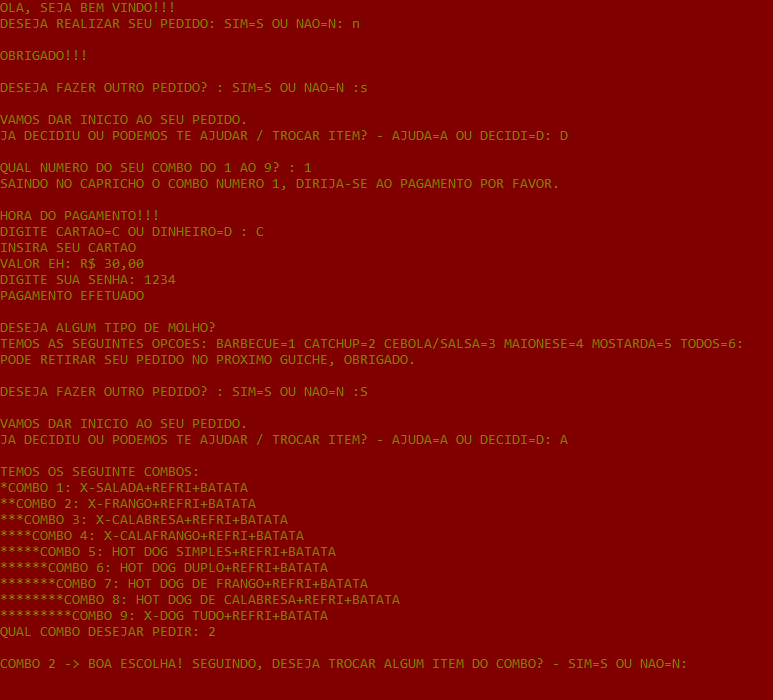 OLA, SEJA BEM VINDO!!!
DESEJA REALIZAR SEU PEDIDO: SIM=S OU NAO=N: n
OBRIGADO!!!
DESEJA FAZER OUTRO PEDIDO? : SIM=S OU NAO=N :s
VAMOS DAR INICIO AO SEU PEDIDO.
JA DECIDIU OU PODEMOS TE AJUDAR / TROCAR ITEM? - AJUDA=A OU DECIDI=D: D
QUAL NUMERO DO SEU COMBO DO 1 AO 9? : 1
SAINDO NO CAPRICHO O COMBO NUMERO 1, DIRIJA-SE AO PAGAMENTO POR FAVOR.
HORA DO PAGAMENTO!!!
DIGITE CARTAO=C OU DINHEIRO=D : C
INSIRA SEU CARTAO
VALOR EH: R$ 30,00
DIGITE SUA SENHA: 1234
PAGAMENTO EFETUADO
DESEJA ALGUM TIPO DE MOLHO?
TEMOS AS SEGUINTES OPCOES: BARBECUE=1 CATCHUP=2 CEBOLA/SALSA=3 MAIONESE=4 MOSTARDA=5 TODOS=6:
PODE RETIRAR SEU PEDIDO NO PROXIMO GUICHE, OBRIGADO.
DESEJA FAZER OUTRO PEDIDO? : SIM=S OU NAO=N :S
VAMOS DAR INICIO AO SEU PEDIDO.
JA DECIDIU OU PODEMOS TE AJUDAR / TROCAR ITEM? - AJUDA=A OU DECIDI=D: A
TEMOS OS SEGUINTE COMBOS:
*COMBO 1: X-SALADA+REFRI+BATATA
**COMBO 2: X-FRANGO+REFRI+BATATA
***COMBO 3: X-CALABRESA+REFRI+BATATA
****COMBO 4: X-CALAFRANGO+REFRI+BATATA
*****COMBO 5: HOT DOG SIMPLES+REFRI+BATATA
******COMBO 6: HOT DOG DUPLO+REFRI+BATATA
*******COMBO 7: HOT DOG DE FRANGO+REFRI+BATATA
********COMBO 8: HOT DOG DE CALABRESA+REFRI+BATATA
*********COMBO 9: X-DOG TUDO+REFRI+BATATA
QUAL COMBO DESEJAR PEDIR: 2
COMBO 2 -> BOA ESCOLHA! SEGUINDO, DESEJA TROCAR ALGUM ITEM DO COMBO? - SIM=S OU NAO=N: